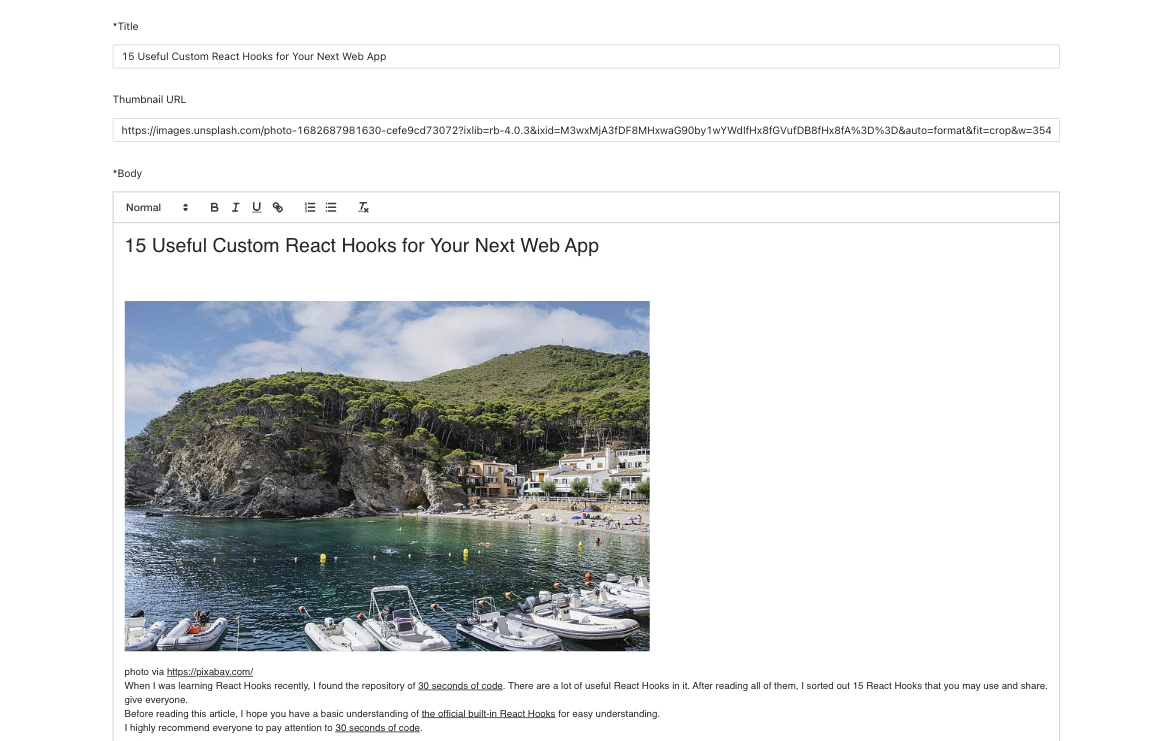 *Title
15 Useful Custom React Hooks for Your Next Web App
Thumbnail URL
https://images.unsplash.com/photo-1682687981630-cefe9cd73072?ixlib=rb-4.0.3&ixid=M3wxMjA3fDF8MHxwaG90by1wYWdlfHx8fGVufDB8fHx8fA%3D%3D&auto=format&fit=crop&w=354
*Body
Normal B I U
15 Useful Custom React Hooks for Your Next Web App
photo via https://pixabay.com/
When I was learning React Hooks recently, I found the repository of 30 seconds of code. There are a lot of useful React Hooks in it. After reading all of them, I sorted out 15 React Hooks that you may use and share.
give everyone.
Before reading this article, I hope you have a basic understanding of the official built-in React Hooks for easy understanding.
I highly recommend everyone to pay attention to 30 seconds of code.